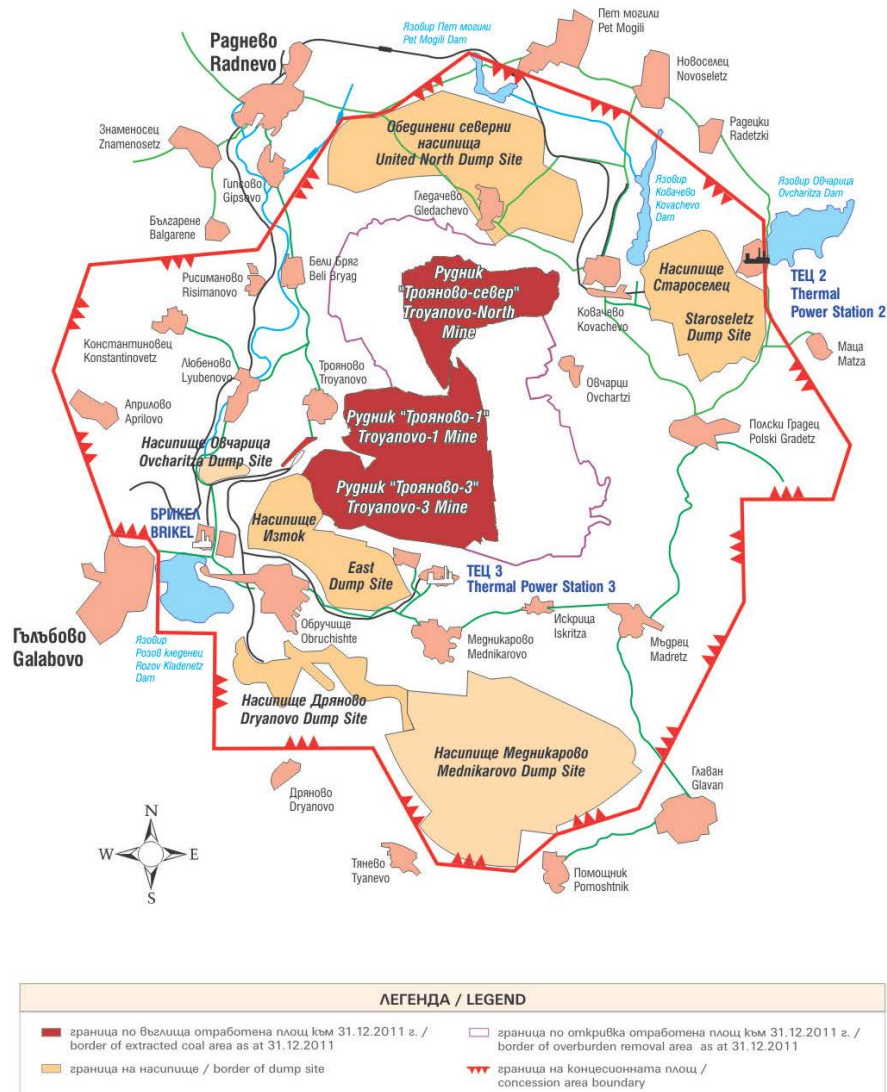 Пет могили
Pet Mogili
Язовир Пет могили
Pet Mogili Dam
Раднево
Radnevo
Новоселец
Novoseletz
Радецки
Radetzki
Знаменосец
Znamenosetz
Обединени северни
насипища
United North Dump Site
Гипсово
Gipsovo
Гледачево
Gledachevo
Язовир
Ковачево
Kovachevo
Dam
Язовир Овчарица
Ovcharitza Dam
Българене
Balgarene
Бели Бряг
Beli Bryag
Рисиманово
Risimanovo
Рудник
"Трояново-север"
Troyanovo-North
Mine
Насипище
Староселец
Staroseletz
Dump Site
ТЕЦ 2
Thermal
Power Station 2
Ковачево
Kovachevo
Константиновец
Konstantinovetz
Маца
Matza
Любеново
Lyubenovo
Трояново
Troyanovo
Овчарци
Ovchartzi
Априлово
Aprilovo
Рудник "Трояново-1"
Troyanovo-1 Mine
Полски Градец
Polski Gradetz
Насипище Овчарица
Ovcharitza Dump Site
Рудник "Трояново-3"
Troyanovo-3 Mine
БРИКЕЛ
BRIKEL
Насипище
Изток
East
Dump Site
ТЕЦ 3
Thermal Power Station 3
Гълъбово
Galabovo
Обручище
Obruchishte
Искрица
Iskritza
Медникарово
Mednikarovo
Мъдрец
Madretz
Язовир
Розов кледенец
Rozov Kladenetz
Dam
Насипище Дряново
Dryanovo Dump Site
Насипище Медникарово
Mednikarovo Dump Site
Дряново
Dryanovo
Главан
Glavan
N
W
E
S
Тянево
Tyanevo
Помощник
Pomoshtnik
ЛЕГЕНДА / LEGEND
граница по въглища отработена площ към 31.12.2011 г. /
border of extracted coal area as at 31.12.2011
граница по откривка отработена площ към 31.12.2011 г. /
border of overburden removal area as at 31.12.2011
граница на насипище / border of dump site
граница на концесионната площ /
concession area boundary